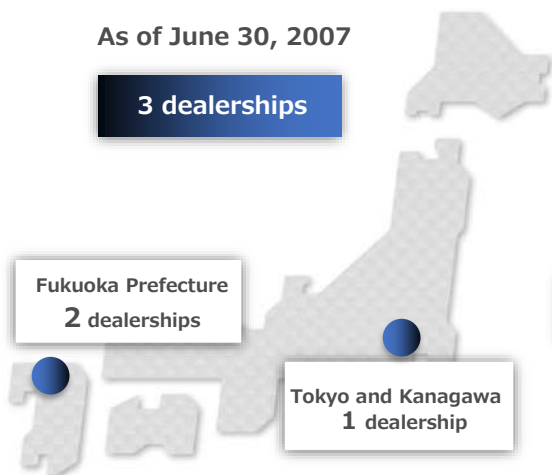 As of June 30, 2007
3 dealerships
Fukuoka Prefecture
2 dealerships
Tokyo and Kanagawa
1 dealership